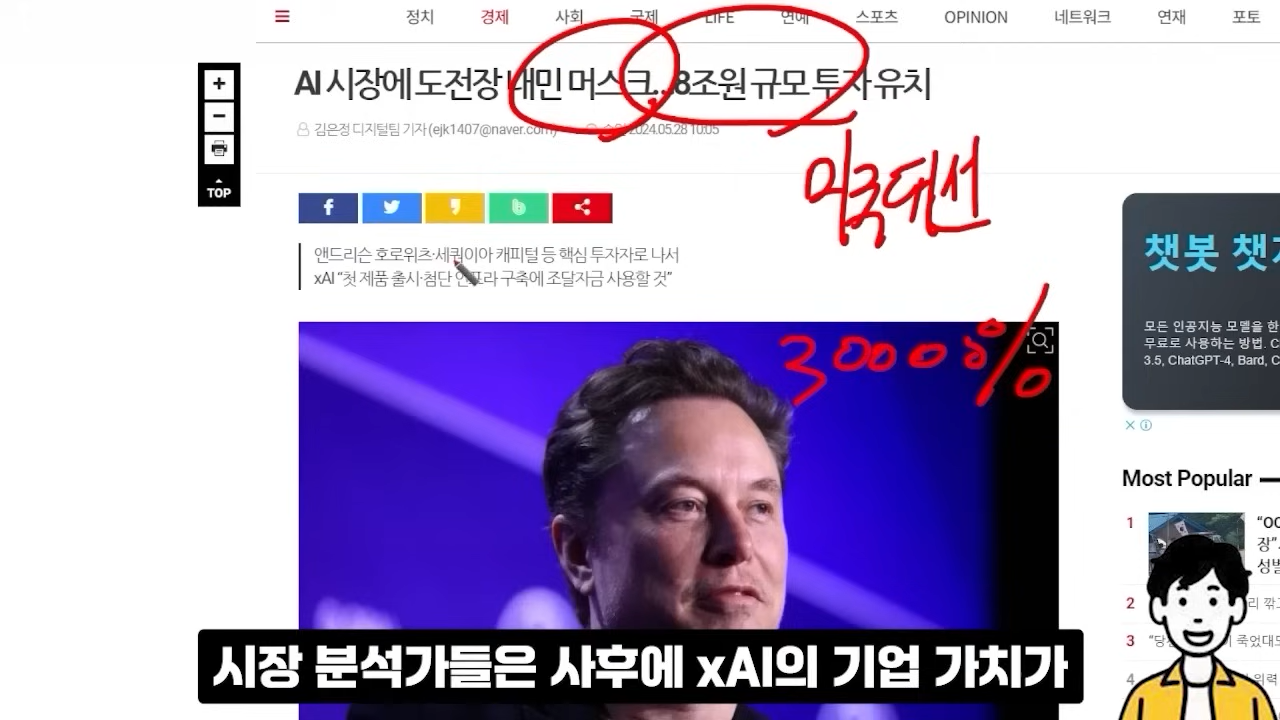 정치 경제 사회 국제 LIFE 연예 스포츠 OPINION 네트워크 연재 포토
AI 시장에 도전장 내민 머스크…8조원 규모 투자 유치
김은정 디지털팀 기자 (ejk1407@naver.com)
2024.05.28 10:05
TOP
미국대선
앤드리슨 호로위츠·세쿼이아 캐피털 등 핵심 투자자로 나서
xAI “첫 제품 출시·첨단 인프라 구축에 조달자금 사용할 것”
3000%
챗봇
모든 인공지능 모델을 한
무료로 사용하는 방법.
3.5, ChatGPT-4, Bard,
Most Popular
1
2
3
4
시장 분석가들은 사후에 xAI의 기업 가치가